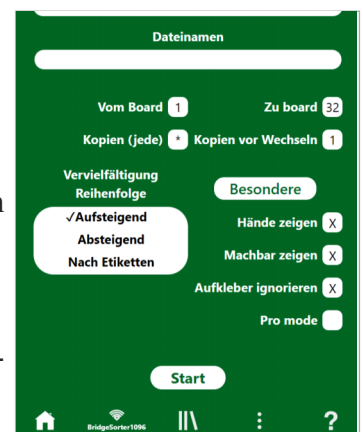 Dateinamen
Vom Board 1 Zu board 32
Kopien (jede) * Kopien vor Wechseln 1
Vervielfältigung
Reihenfolge
Besondere
✓Aufsteigend
Absteigend
Nach Etiketten
Hände zeigen X
Machbar zeigen X
Aufkleber ignorieren X
Pro mode
Start
BridgeSorter1096
?